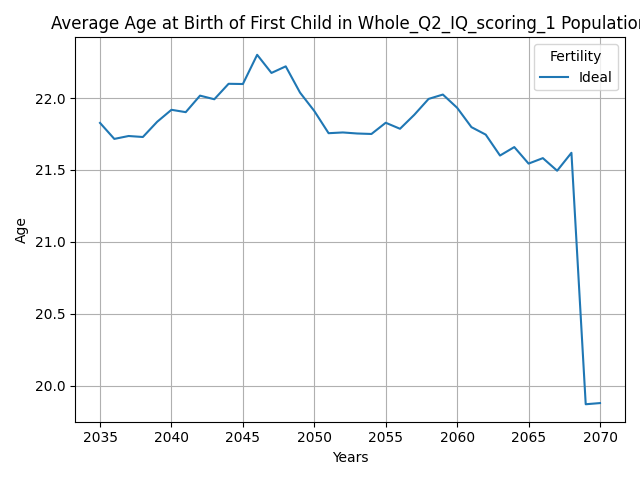 Average Age at Birth of First Child in Whole_Q2_IQ_scoring_1 Population
Fertility
Ideal
22.0
21.5
21.0
20.5
20.0
Age
2035 2040 2045 2050 2055 2060 2065 2070
Years